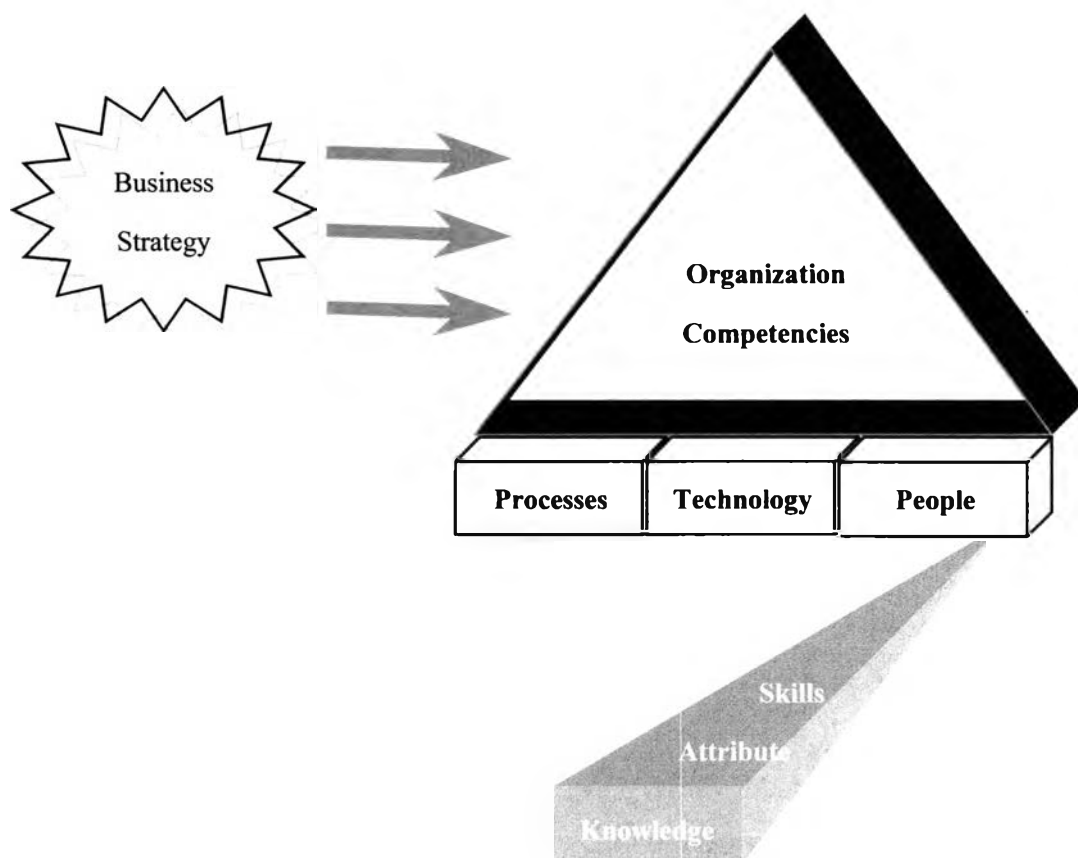 Business
Strategy
Organization
Competencies
Processes
Technology
People
Skills
Attribute
Knowledge